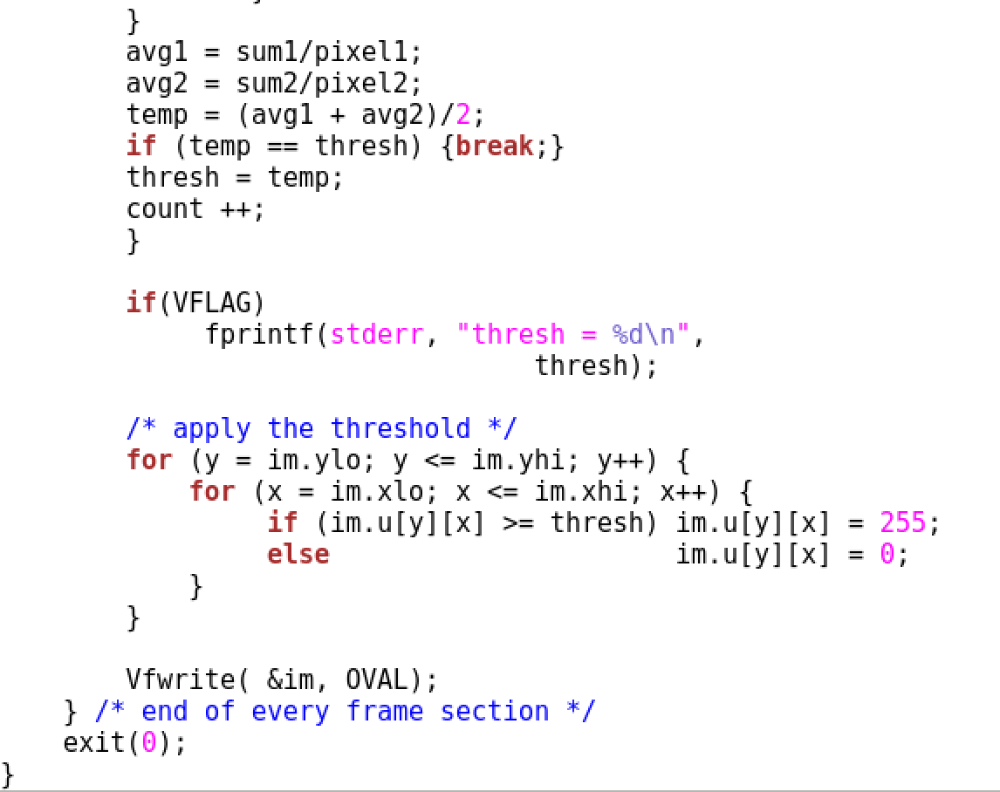 }
avg1 = sum1/pixel1;
avg2 = sum2/pixel2;
temp = (avg1 + avg2)/2;
if (temp == thresh) {break;}
thresh = temp;
count ++;
}
if(VFLAG)
fprintf(stderr, "thresh = %d\n",
thresh);
/* apply the threshold */
for (y = im.ylo; y <= im.yhi; y++) {
for (x = im.xlo; x <= im.xhi; x++) {
if (im.u[y][x] >= thresh) im.u[y][x] = 255;
else im.u[y][x] = 0;
}
}
Vfwrite( &im, OVAL);
} /* end of every frame section */
exit(0);
}